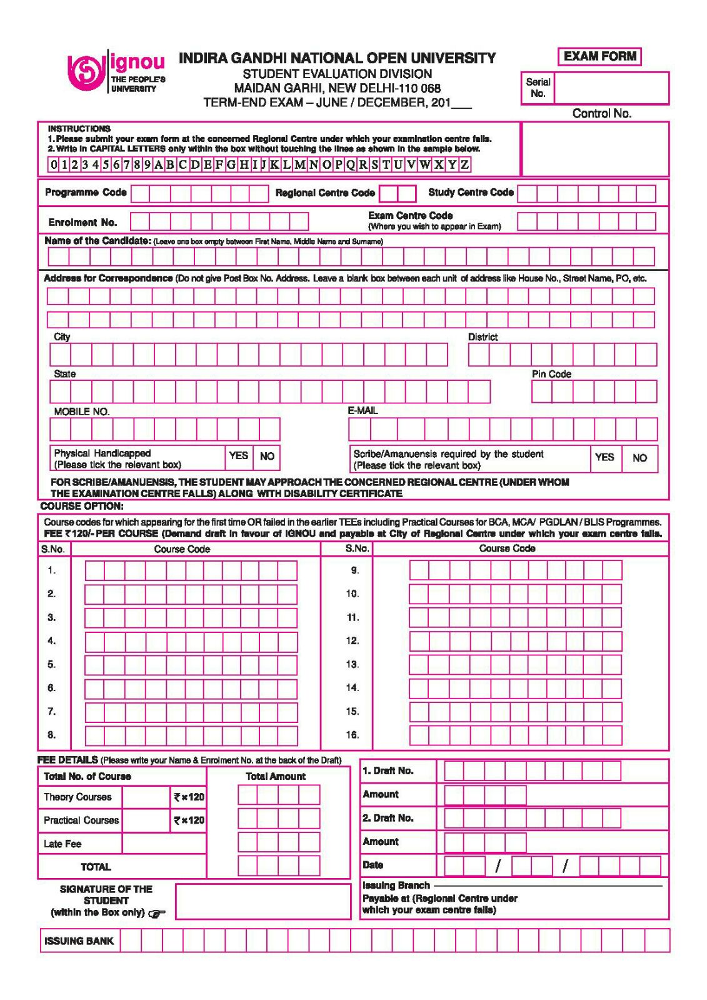 ignou
THE PEOPLE'S
UNIVERSITY
INDIRA GANDHI NATIONAL OPEN UNIVERSITY
STUDENT EVALUATION DIVISION
MAIDAN GARHI, NEW DELHI-110 068
TERM-END EXAM – JUNE / DECEMBER, 201___
EXAM FORM
Serial
No.
Control No.
INSTRUCTIONS
1. Please submit your exam form at the concerned Regional Centre under which your examination centre falls.
2. Write in CAPITAL LETTERS only within the box without touching the lines as shown in the sample below.
0 1 2 3 4 5 6 7 8 9 A B C D E F G H I J K L M N O P Q R S T U V W X Y Z
Programme Code Regional Centre Code Study Centre Code
Enrolment No. Exam Centre Code
(Where you wish to appear in Exam)
Name of the Candidate: (Leave one box empty between First Name, Middle Name and Surname)
Address for Correspondence (Do not give Post Box No. Address. Leave a blank box between each unit of address like House No., Street Name, PO, etc.
City District
State Pin Code
MOBILE NO. E-MAIL
Physical Handicapped YES NO
(Please tick the relevant box)
Scribe/Amanuensis required by the student YES NO
(Please tick the relevant box)
FOR SCRIBE/AMANUENSIS, THE STUDENT MAY APPROACH THE CONCERNED REGIONAL CENTRE (UNDER WHOM
THE EXAMINATION CENTRE FALLS) ALONG WITH DISABILITY CERTIFICATE
COURSE OPTION:
Course codes for which appearing for the first time OR failed in the earlier TEEs including Practical Courses for BCA, MCA/ PGDLAN / BLIS Programmes.
FEE ₹ 120/- PER COURSE (Demand draft in favour of IGNOU and payable at City of Regional Centre under which your exam centre falls.
S.No. Course Code S.No. Course Code
1. 9.
2. 10.
3. 11.
4. 12.
5. 13.
6. 14.
7. 15.
8. 16.
FEE DETAILS (Please write your Name & Enrolment No. at the back of the Draft)
Total No. of Course Total Amount
Theory Courses ₹ × 120
Practical Courses ₹ × 120
Late Fee
TOTAL
SIGNATURE OF THE
STUDENT
(within the Box only)
1. Draft No.
Amount
2. Draft No.
Amount
Date / /
Issuing Branch
Payable at (Regional Centre under
which your exam centre falls)
ISSUING BANK